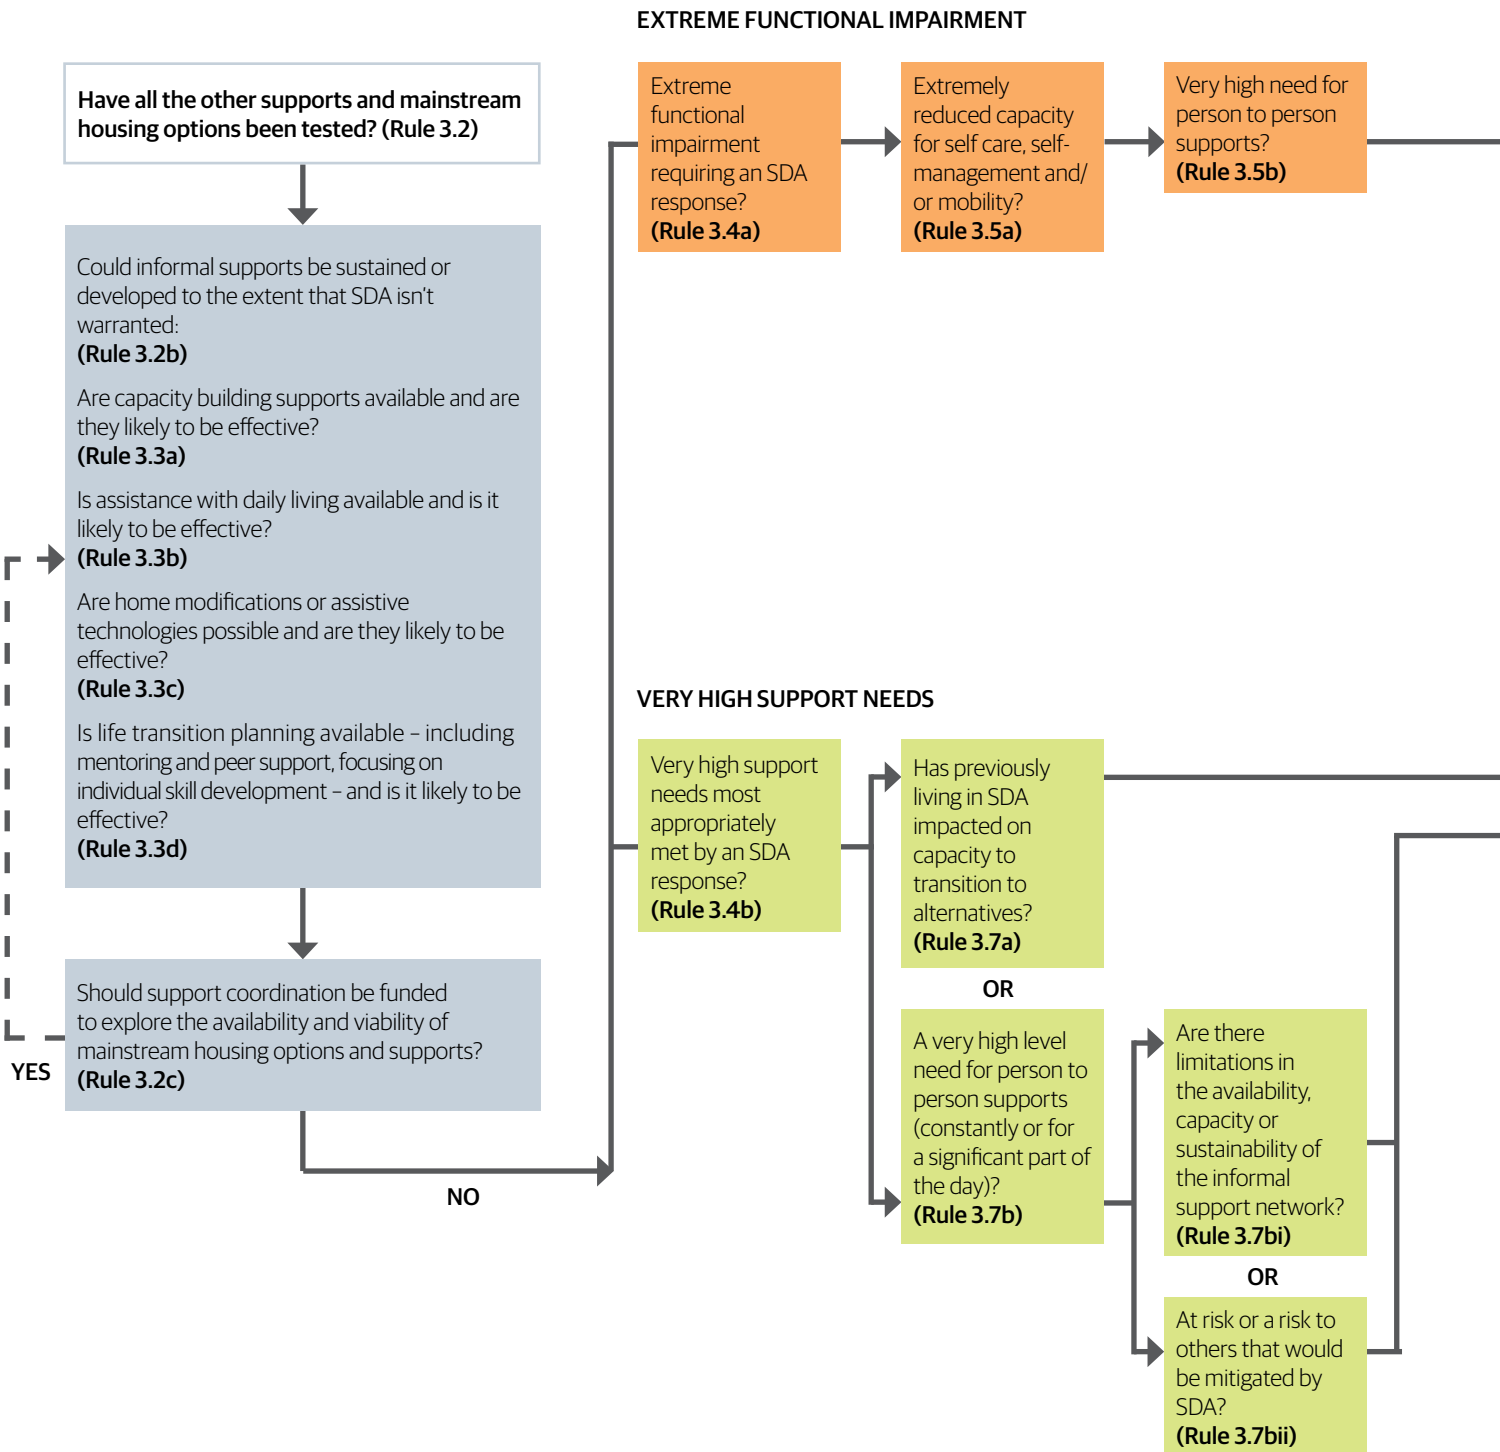 EXTREME FUNCTIONAL IMPAIRMENT
Have all the other supports and mainstream
housing options been tested? (Rule 3.2)
Could informal supports be sustained or
developed to the extent that SDA isn't
warranted:
(Rule 3.2b)
Are capacity building supports available and are
they likely to be effective?
(Rule 3.3a)
Is assistance with daily living available and is it
likely to be effective?
(Rule 3.3b)
Are home modifications or assistive
technologies possible and are they likely to be
effective?
(Rule 3.3c)
Is life transition planning available – including
mentoring and peer support, focusing on
individual skill development – and is it likely to be
effective?
(Rule 3.3d)
Should support coordination be funded
to explore the availability and viability of
mainstream housing options and supports?
(Rule 3.2c)
YES
NO
Extreme
functional
impairment
requiring an SDA
response?
(Rule 3.4a)
Extremely
reduced capacity
for self care, self-
management and/
or mobility?
(Rule 3.5a)
Very high need for
person to person
supports?
(Rule 3.5b)
VERY HIGH SUPPORT NEEDS
Very high support
needs most
appropriately
met by an SDA
response?
(Rule 3.4b)
Has previously
living in SDA
impacted on
capacity to
transition to
alternatives?
(Rule 3.7a)
OR
A very high level
need for person to
person supports
(constantly or for
a significant part of
the day)?
(Rule 3.7b)
Are there
limitations in
the availability,
capacity or
sustainability of
the informal
support network?
(Rule 3.7bi)
OR
At risk or a risk to
others that would
be mitigated by
SDA?
(Rule 3.7bii)